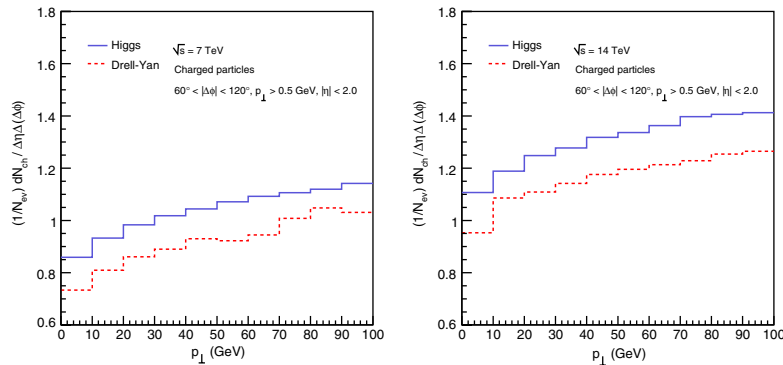 1.8
1.6
1.4
1.2
1
0.8
0.6
(1/N_ev) dN_ch / ΔηΔ(Δϕ)
Higgs
Drell-Yan
√s = 7 TeV
Charged particles
60° < |Δϕ| < 120°, p⊥ > 0.5 GeV, |η| < 2.0
0 10 20 30 40 50 60 70 80 90 100
p⊥ (GeV)
1.8
1.6
1.4
1.2
1
0.8
0.6
(1/N_ev) dN_ch / ΔηΔ(Δϕ)
Higgs
Drell-Yan
√s = 14 TeV
Charged particles
60° < |Δϕ| < 120°, p⊥ > 0.5 GeV, |η| < 2.0
0 10 20 30 40 50 60 70 80 90 100
p⊥ (GeV)